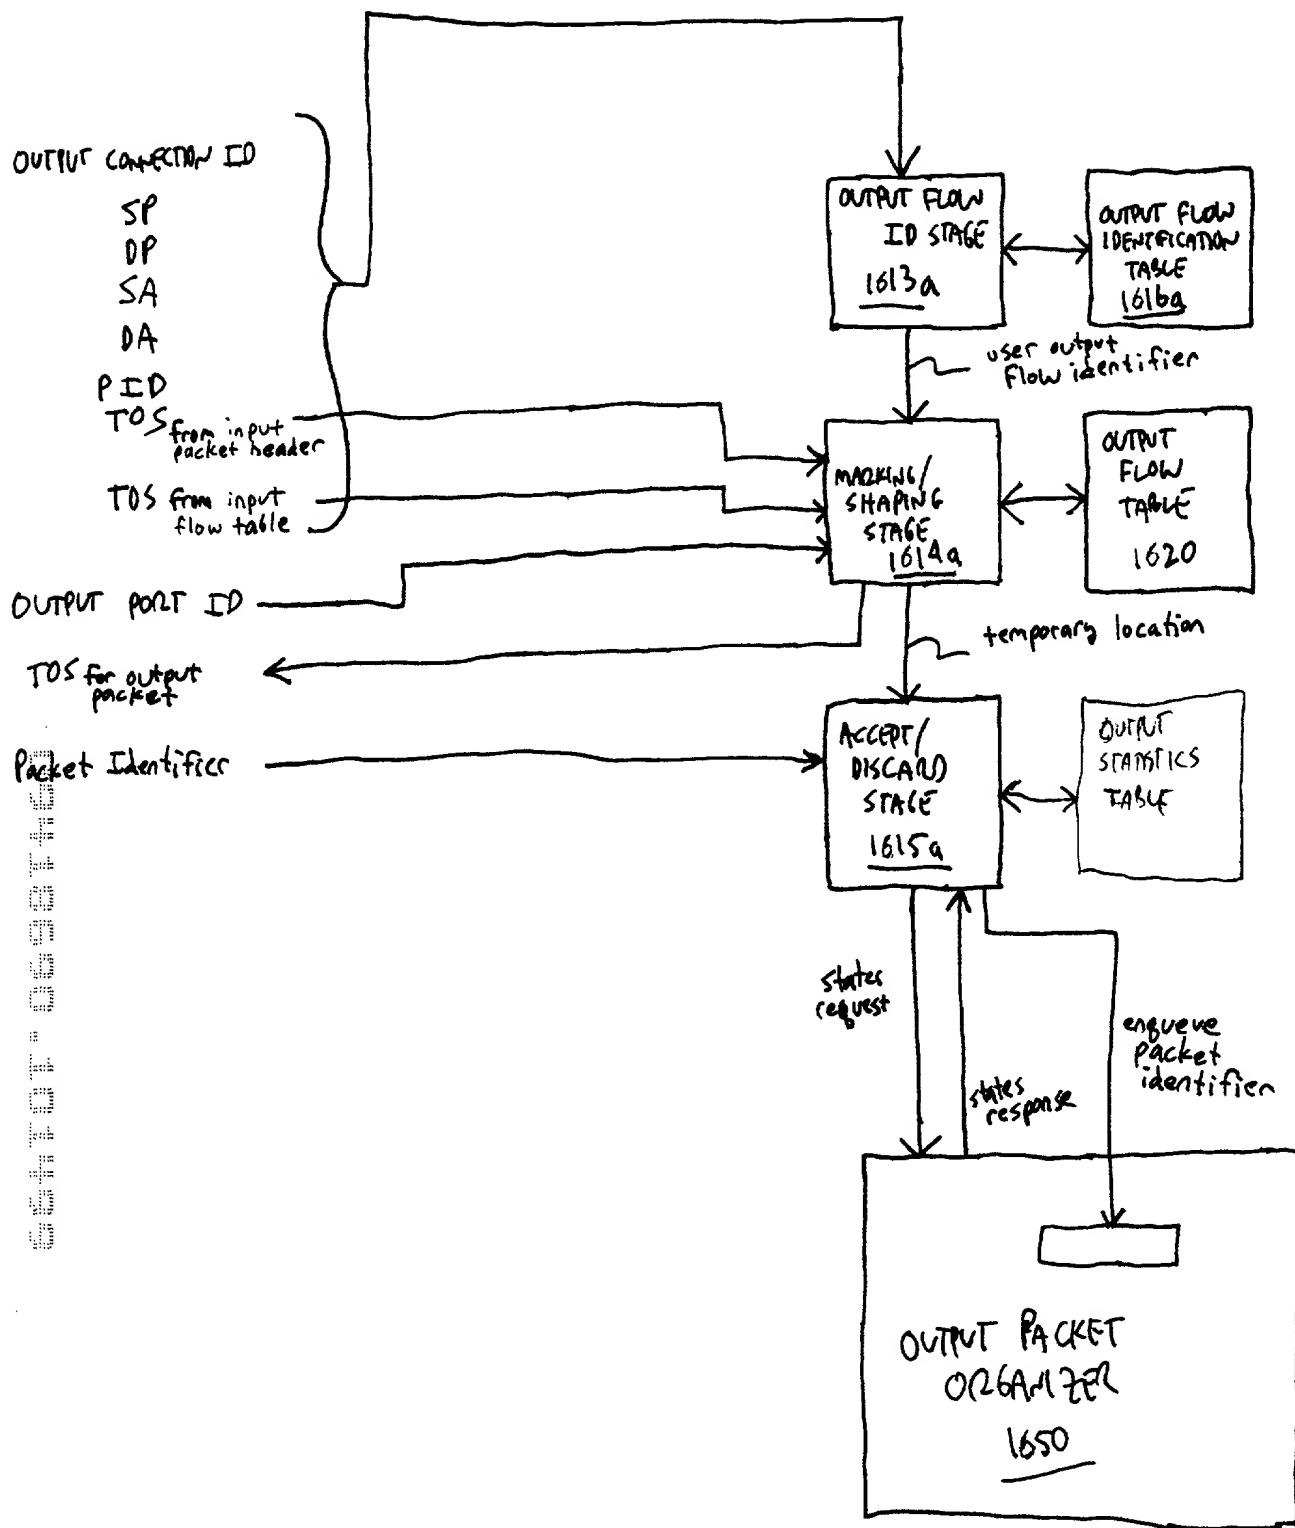 OUTPUT CONNECTION ID
SP
DP
SA
DA
PID
TOS from input
packet header
TOS from input
flow table
OUTPUT PORT ID
TOS for output
packet
Packet Identifier
OUTPUT FLOW
ID STAGE
1613a
OUTPUT FLOW
IDENTIFICATION
TABLE
1616a
user output
flow identifier
MARKING/
SHAPING
STAGE
1614a
OUTPUT
FLOW
TABLE
1620
temporary location
ACCEPT/
DISCARD
STAGE
1615a
OUTPUT
STATISTICS
TABLE
states
request
states
response
enqueue
packet
identifier
OUTPUT PACKET
ORGANIZER
1650